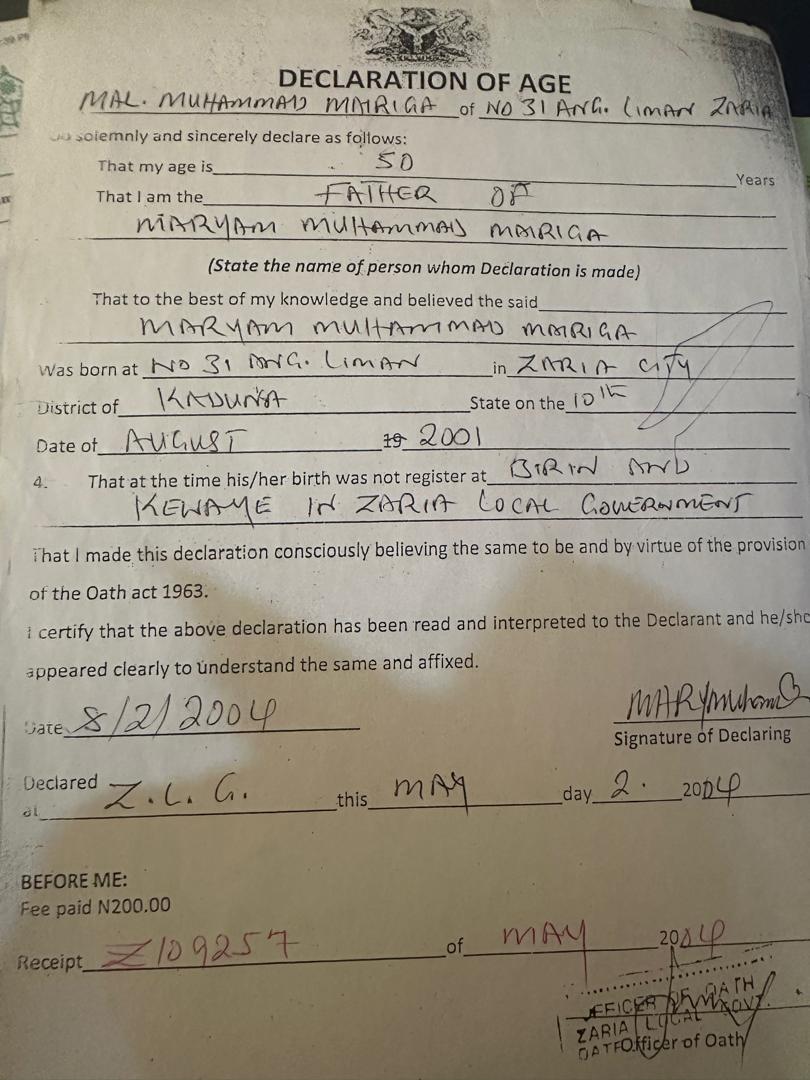 DECLARATION OF AGE
MAL. MUHAMMAD MAIRIGA of NO 31 ANG. LIMAN ZARIA
solemnly and sincerely declare as follows:
That my age is 50 Years
That I am the FATHER OF
MARYAM MUHAMMAD MAIRIGA
(State the name of person whom Declaration is made)
That to the best of my knowledge and believed the said
MARYAM MUHAMMAD MAIRIGA
Was born at NO 31 ANG. LIMAN in ZARIA CITY
District of KADUNA State on the 10th
Date of AUGUST 19 2001
4. That at the time his/her birth was not register at BIRIN AND
KEWAYE IN ZARIA LOCAL GOVERNMENT
That I made this declaration consciously believing the same to be and by virtue of the provision
of the Oath act 1963.
I certify that the above declaration has been read and interpreted to the Declarant and he/she
appeared clearly to understand the same and affixed.
Date 8/2/2004
Signature of Declaring
Declared at Z.L.G. this MAY day 2. 2004
BEFORE ME:
Fee paid N200.00
Receipt Z109257 of MAY 2004
OFFICER OF OATH
ZARIA LOCAL GOVT
Officer of Oath